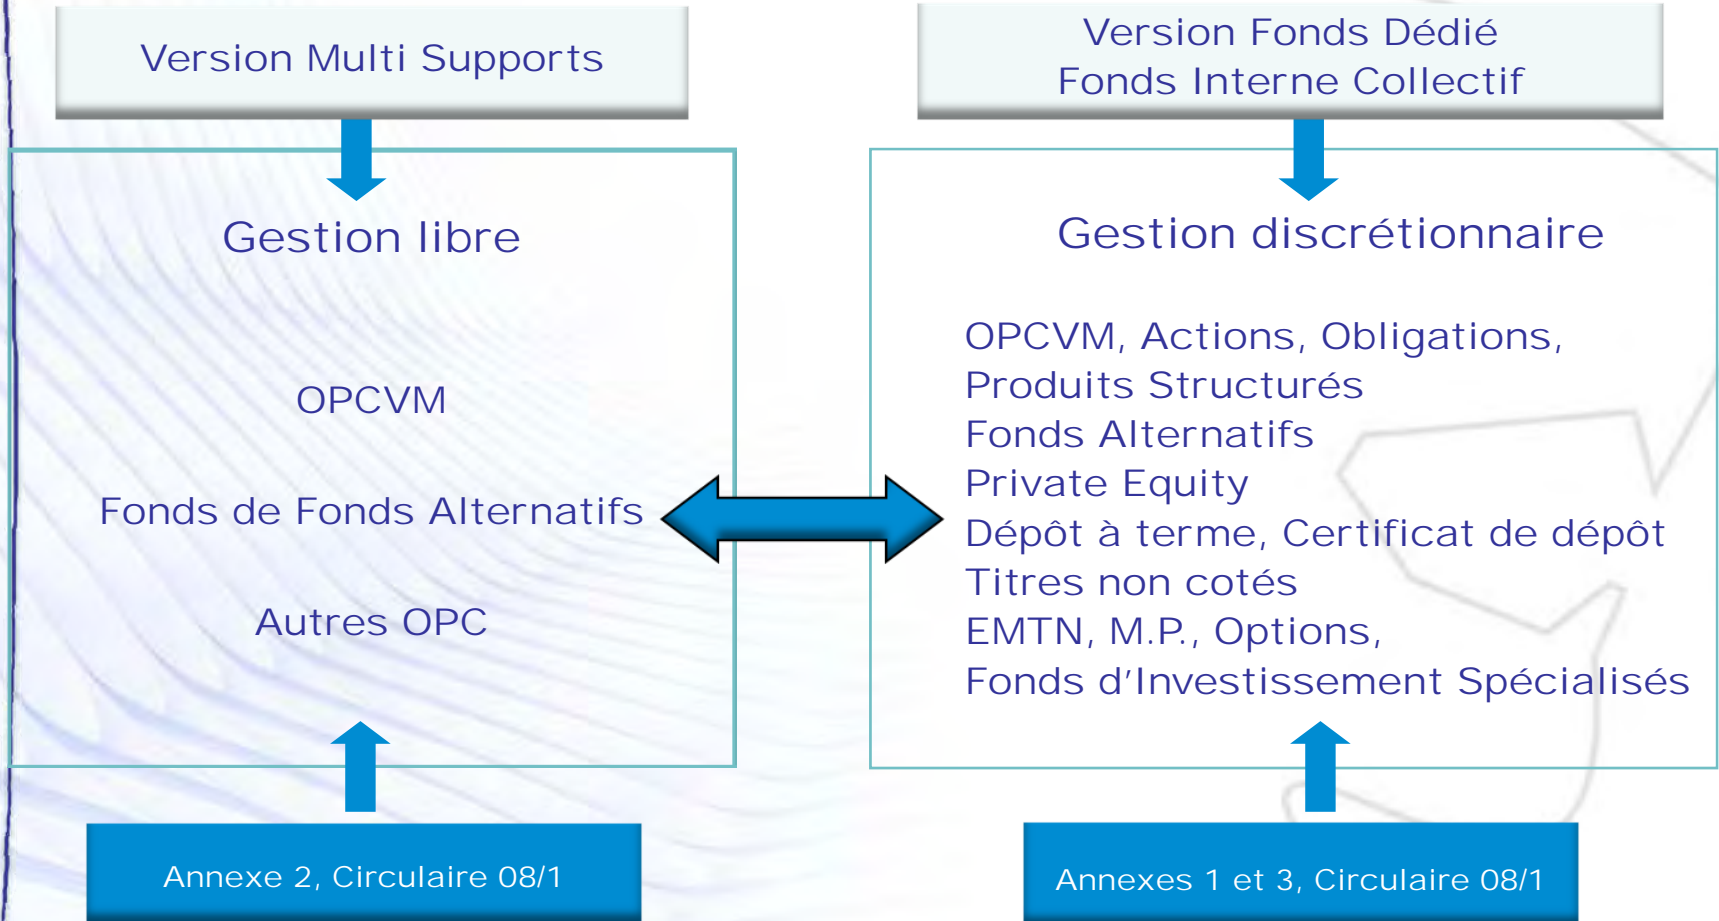 Version Multi Supports
Gestion libre
OPCVM
Fonds de Fonds Alternatifs
Autres OPC
Annexe 2, Circulaire 08/1
Version Fonds Dédié
Fonds Interne Collectif
Gestion discrétionnaire
OPCVM, Actions, Obligations,
Produits Structurés
Fonds Alternatifs
Private Equity
Dépôt à terme, Certificat de dépôt
Titres non cotés
EMTN, M.P., Options,
Fonds d’Investissement Spécialisés
Annexes 1 et 3, Circulaire 08/1